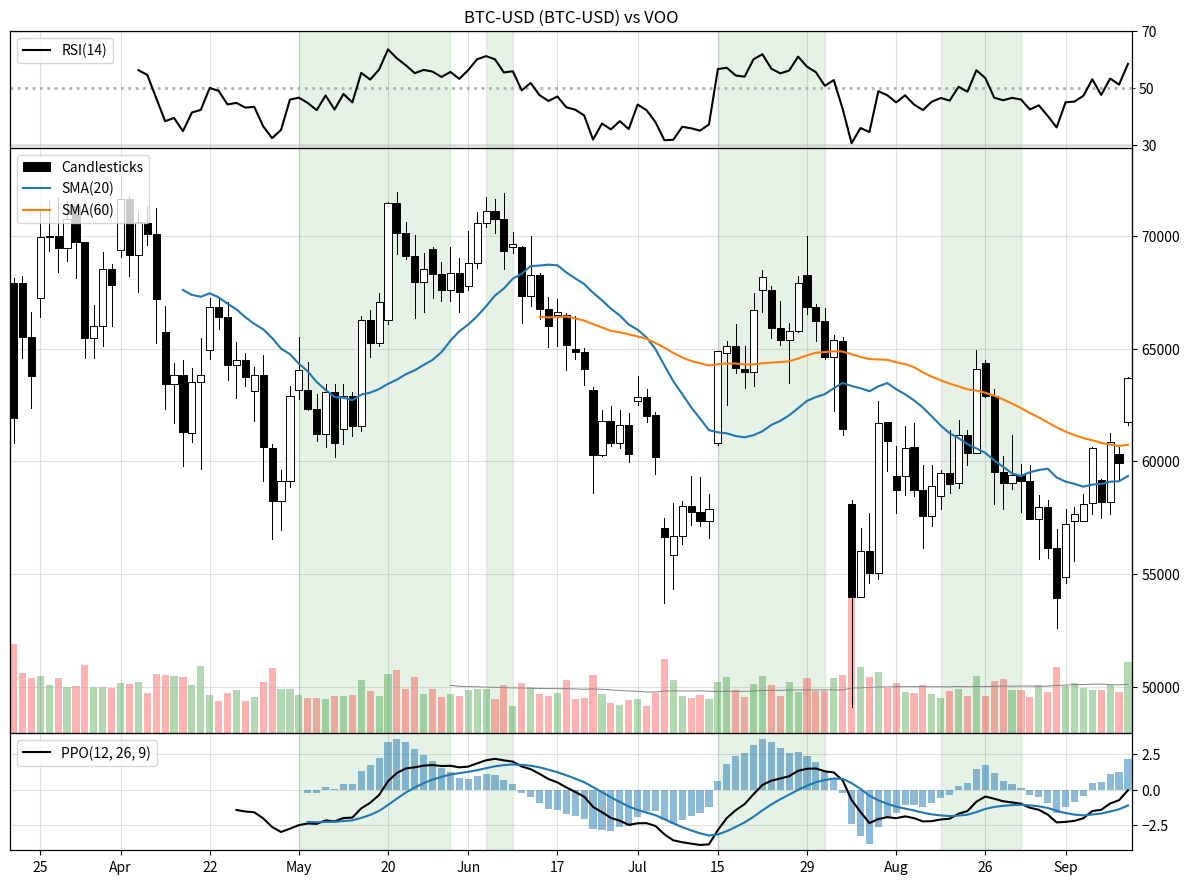 BTC-USD (BTC-USD) vs VOO
RSI(14)
70
50
30
Candlesticks
SMA(20)
SMA(60)
70000
65000
60000
55000
50000
PPO(12, 26, 9)
2.5
0.0
−2.5
25 Apr 22 May 20 Jun 17 Jul 15 29 Aug 26 Sep